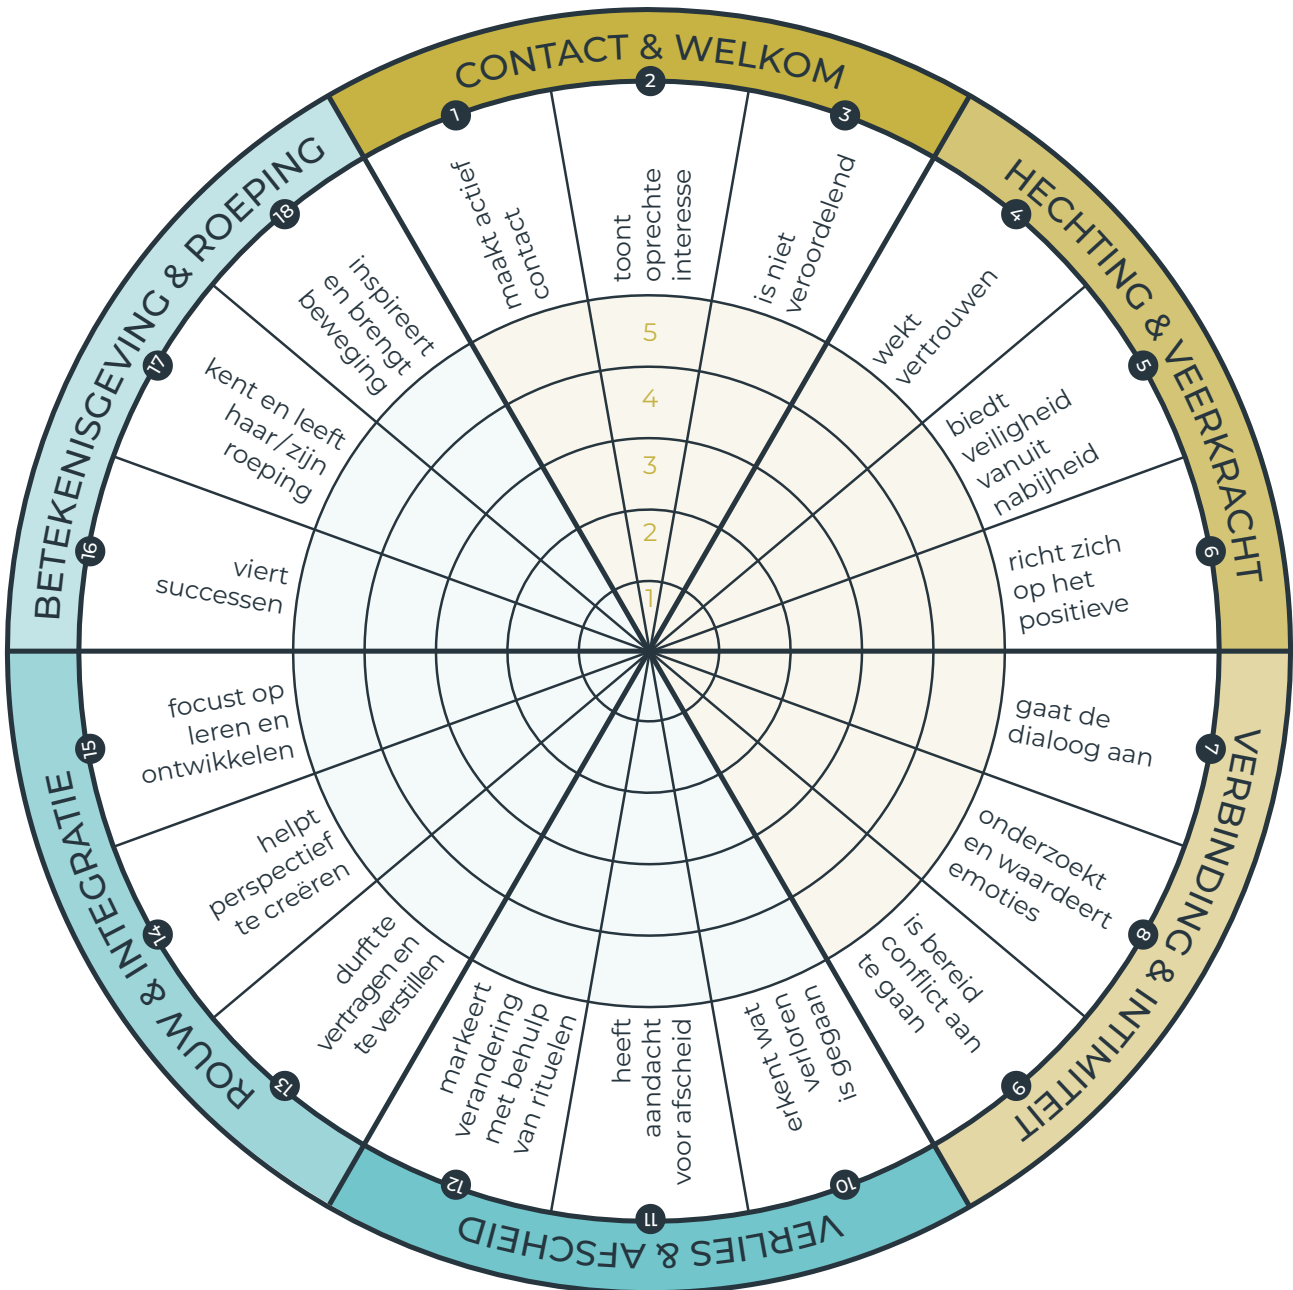 CONTACT & WELKOM
1
maakt actief
contact
2
toont
oprechte
interesse
3
is niet
veroordelend
HECHTING & VEERKRACHT
4
wekt
vertrouwen
5
biedt
veiligheid
vanuit
nabijheid
6
richt zich
op het
positieve
VERBINDING & INTIMITEIT
7
gaat de
dialoog aan
8
onderzoekt
en waardeert
emoties
9
is bereid
conflict aan
te gaan
VERLIES & AFSCHEID
10
erkent wat
verloren
is gegaan
11
heeft
aandacht
voor afscheid
12
markeert
verandering
met behulp
van rituelen
ROUW & INTEGRATIE
13
durft te
vertragen en
te verstillen
14
helpt
perspectief
te creëren
15
focust op
leren en
ontwikkelen
BETEKENISGEVING & ROEPING
16
viert
successen
17
kent en leeft
haar/zijn
roeping
18
inspireert
en brengt
beweging
5
4
3
2
1